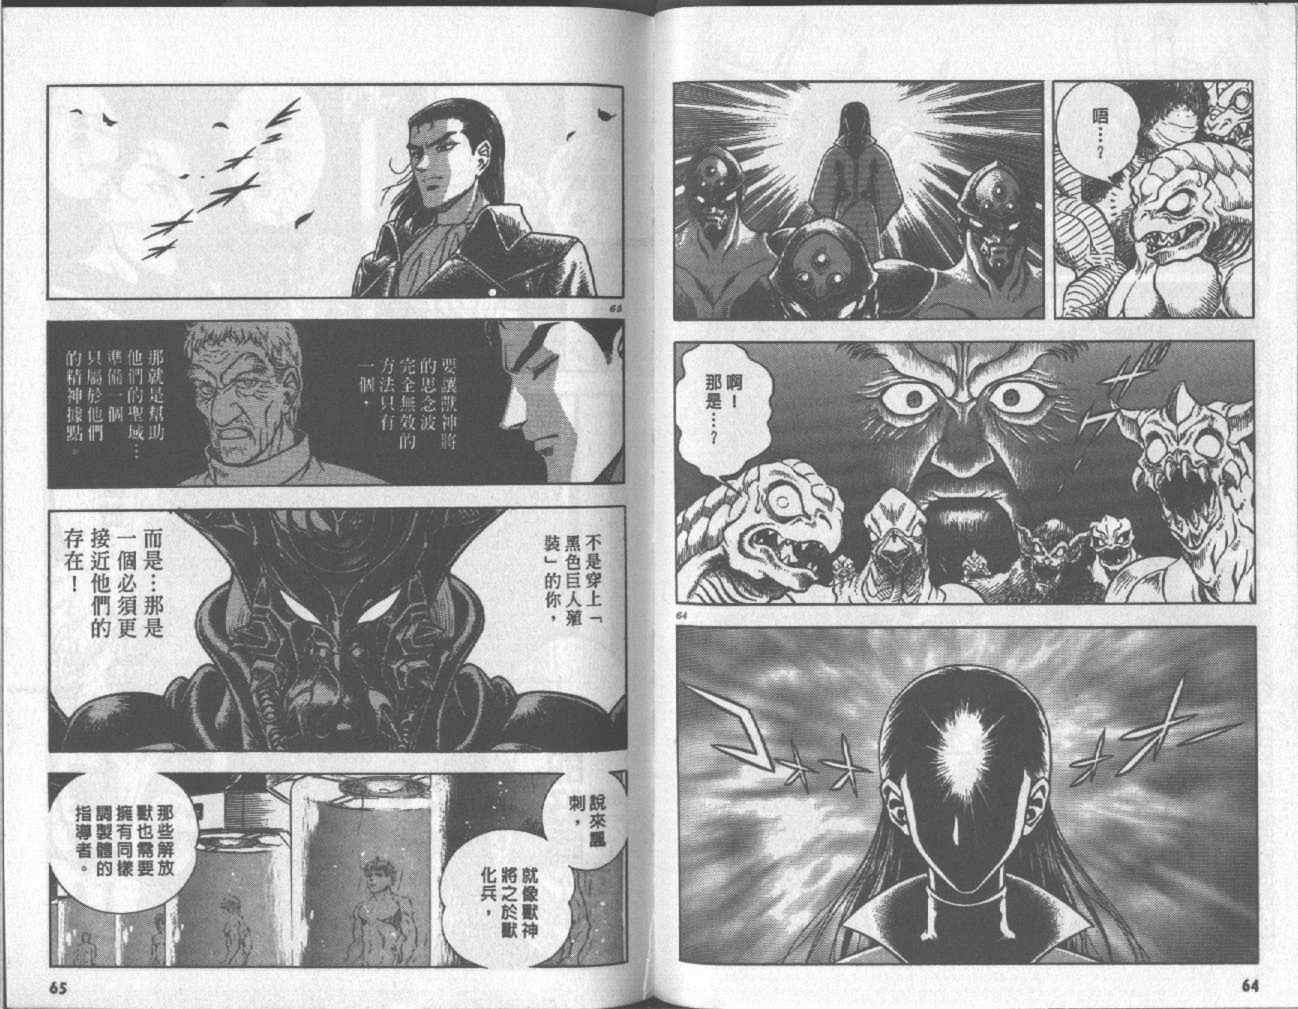 唔…?
啊!
那是…?
64
64
65
要讓獸神將
的思念波
完全無效的
方法只有
一個，
那就是幫助
他們的聖域…
準備一個
只屬於他們
的精神據點。
不是穿上「
黑色巨人殖
裝」的你，
而是…那是
一個必須更
接近他們的
存在!
說來諷
刺，
就像獸神
將之於獸
化兵，
那些解放
獸也需要
擁有同樣
調製體的
指導者。
65